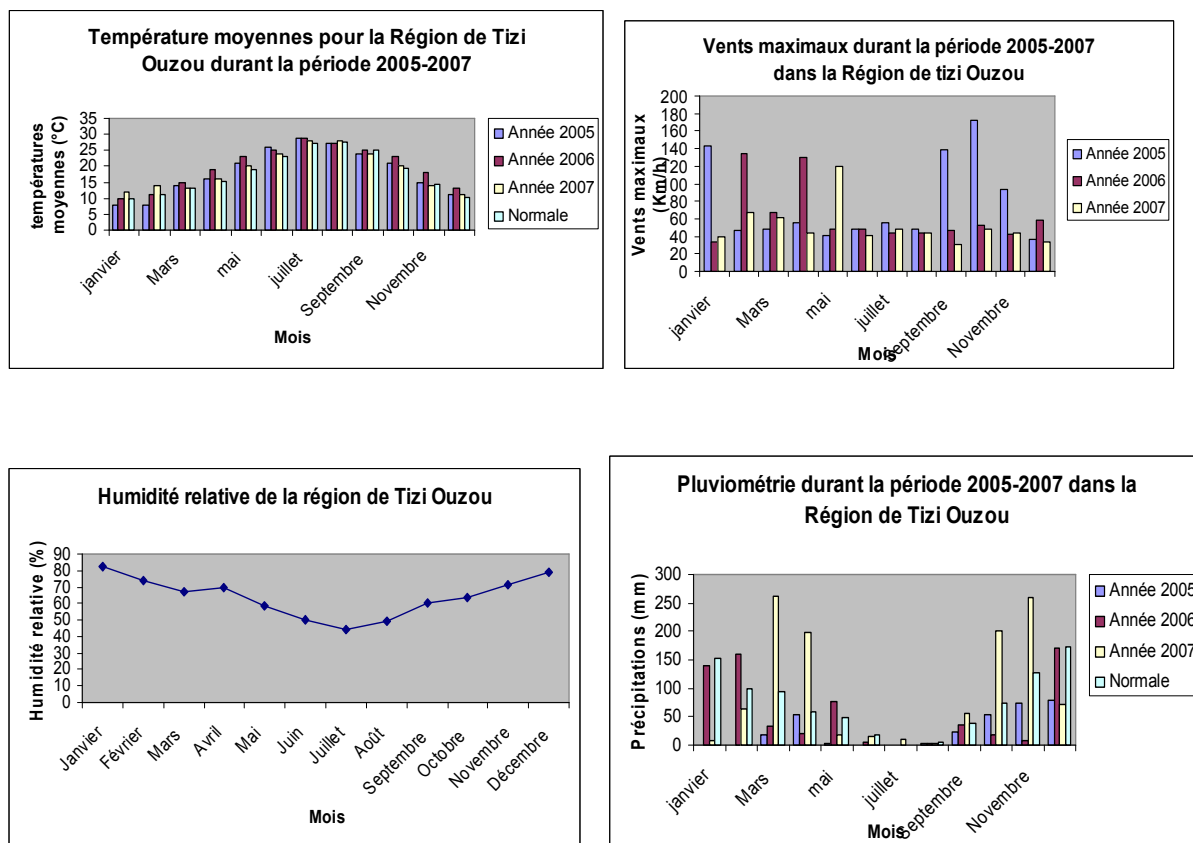 Température moyennes pour la Région de Tizi
Ouzou durant la période 2005-2007
températures
moyennes (°C)
35
30
25
20
15
10
5
0
janvier
Mars
mai
juillet
Septembre
Novembre
Mois
Année 2005
Année 2006
Année 2007
Normale
Vents maximaux durant la période 2005-2007
dans la Région de tizi Ouzou
Vents maximaux
(Km/h)
200
180
160
140
120
100
80
60
40
20
0
janvier
Mars
mai
juillet
septembre
Novembre
Mois
Année 2005
Année 2006
Année 2007
Humidité relative de la région de Tizi Ouzou
Humidité relative (%)
90
80
70
60
50
40
30
20
10
0
Janvier
Février
Mars
Avril
Mai
Juin
Juillet
Août
Septembre
Octobre
Novembre
Décembre
Mois
Pluviométrie durant la période 2005-2007 dans la
Région de Tizi Ouzou
Précipitations (mm)
300
250
200
150
100
50
0
janvier
Mars
mai
juillet
Septembre
Novembre
Mois
Année 2005
Année 2006
Année 2007
Normale